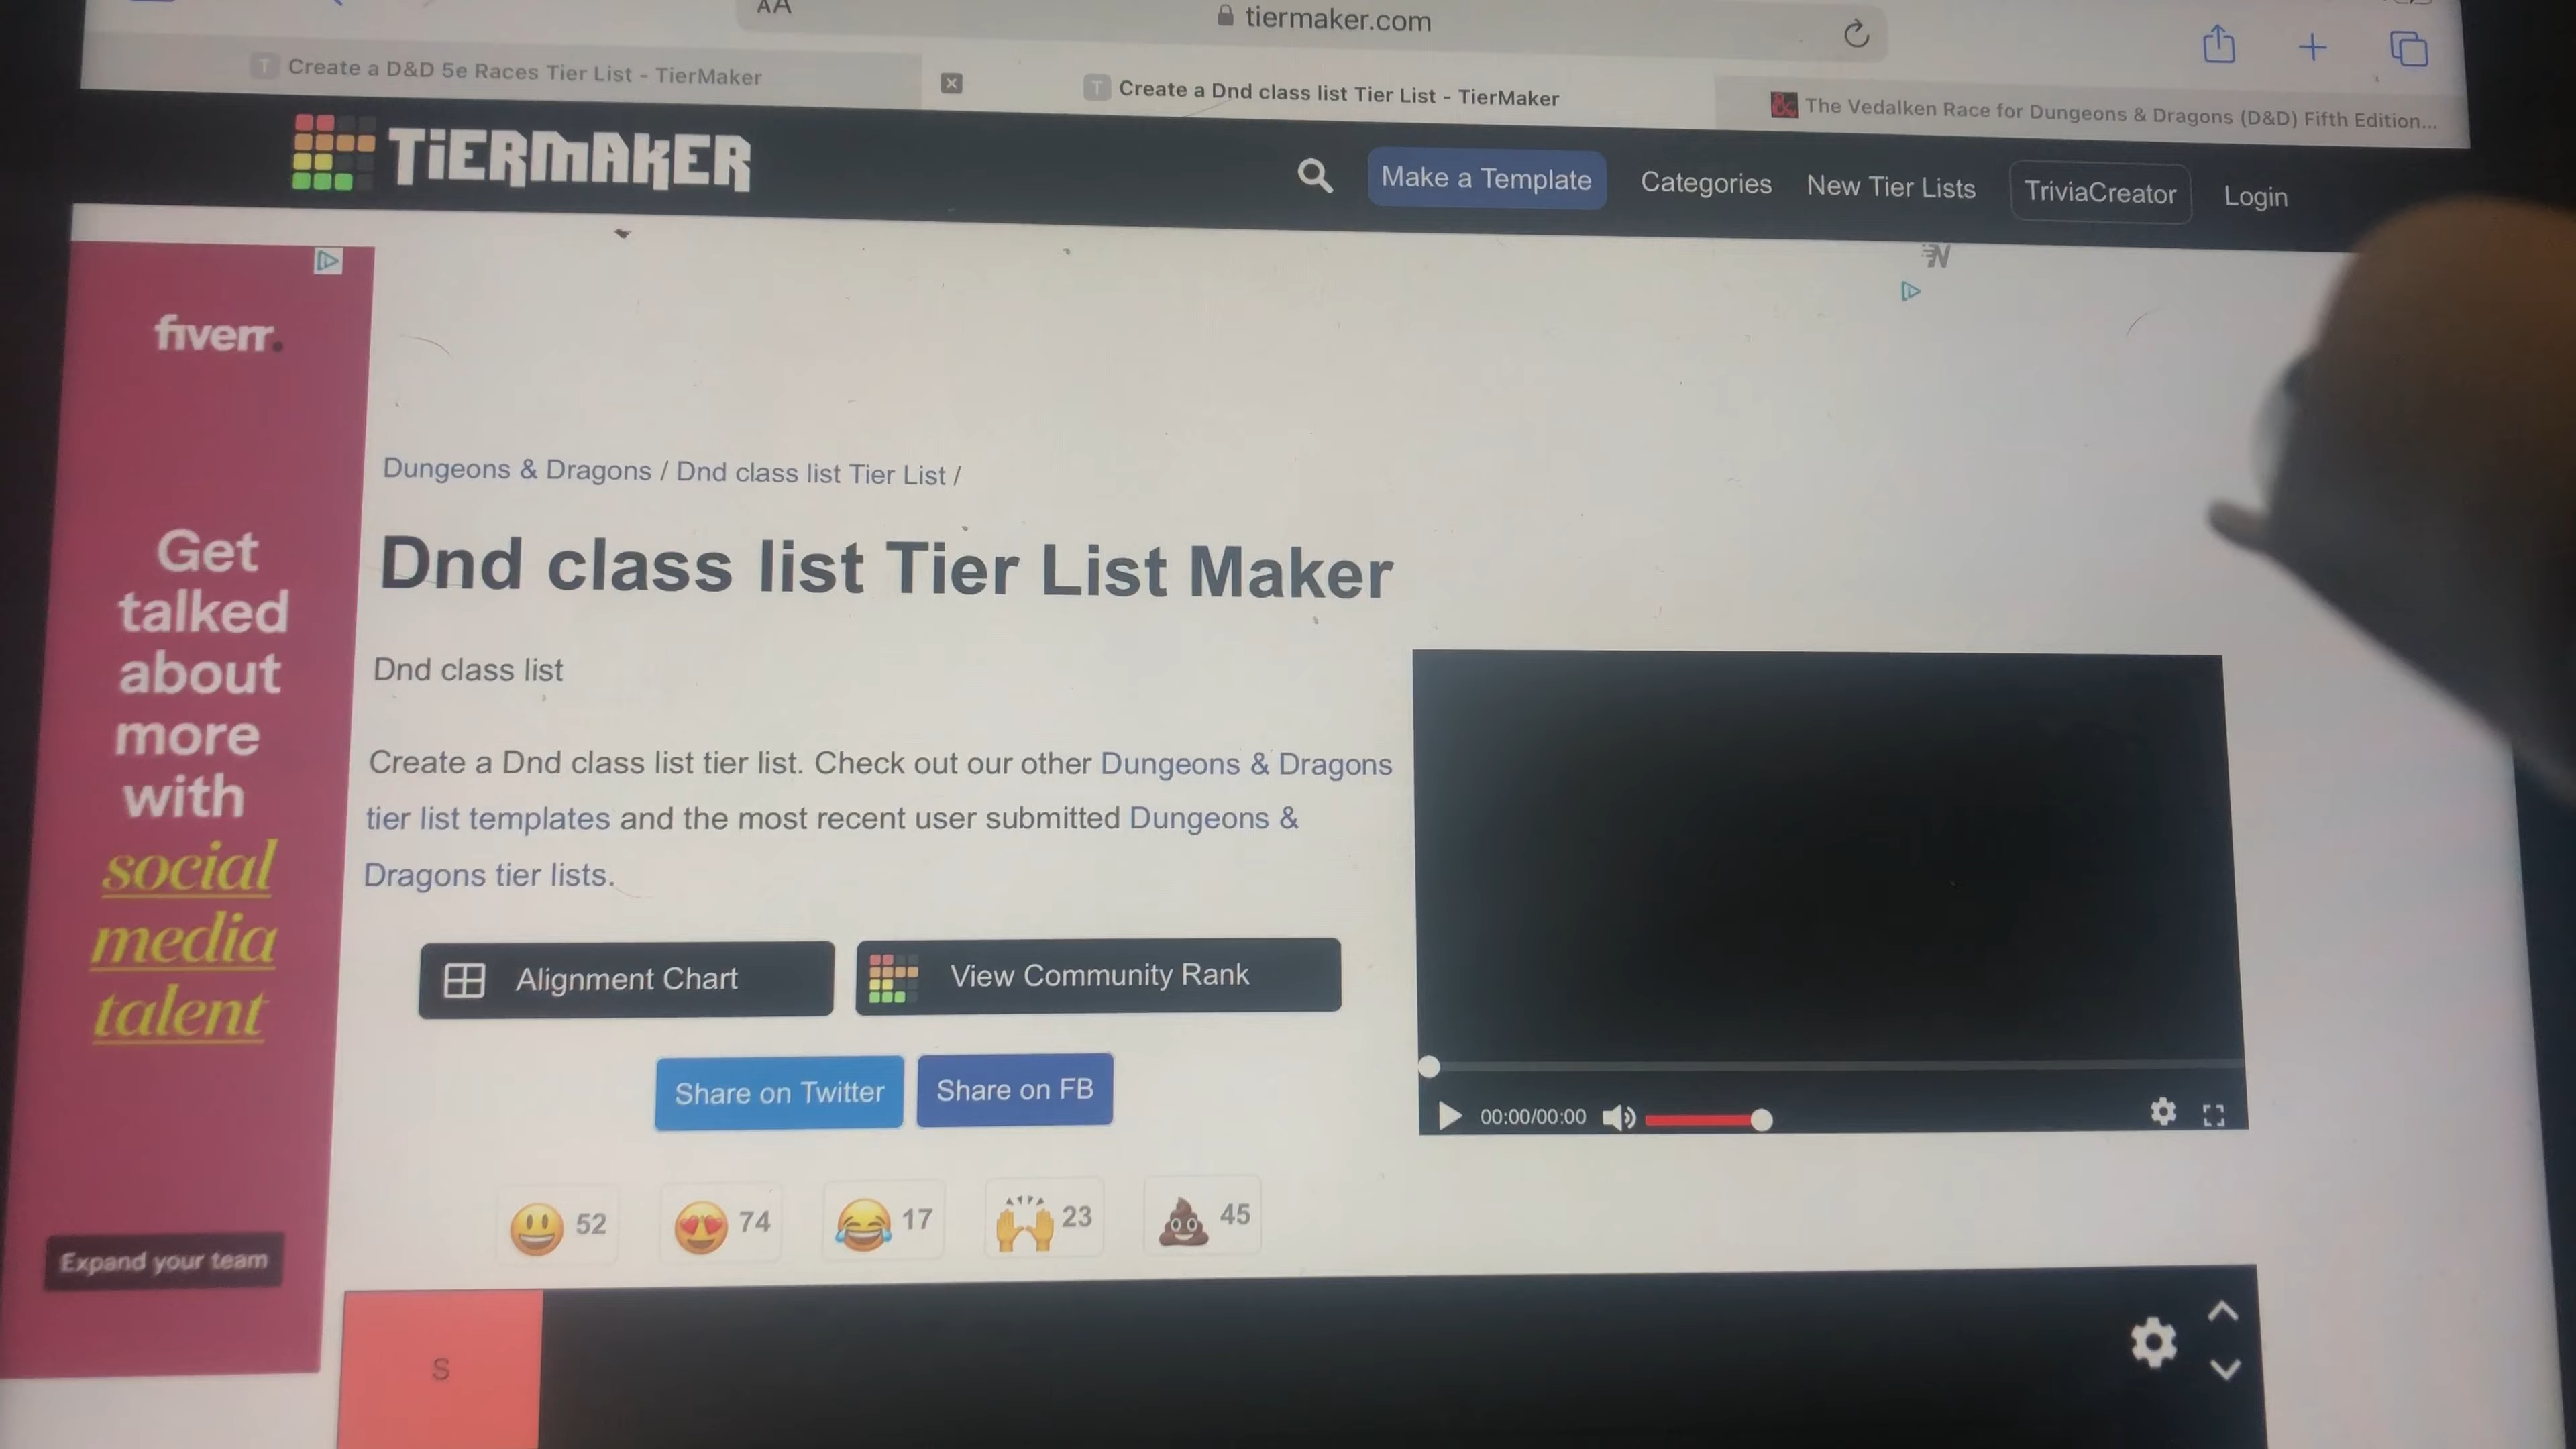 AA
tiermaker.com
Create a D&D 5e Races Tier List - TierMaker
Create a Dnd class list Tier List - TierMaker
The Vedalken Race for Dungeons & Dragons (D&D) Fifth Edition...
TiERMAKER
Make a Template
Categories
New Tier Lists
TriviaCreator
Login
fiverr.
Get
talked
about
more
with
social
media
talent
Expand your team
Dungeons & Dragons / Dnd class list Tier List /
Dnd class list Tier List Maker
Dnd class list
Create a Dnd class list tier list. Check out our other Dungeons & Dragons
tier list templates and the most recent user submitted Dungeons &
Dragons tier lists.
Alignment Chart
View Community Rank
Share on Twitter
Share on FB
00:00/00:00
52
74
17
23
45
S